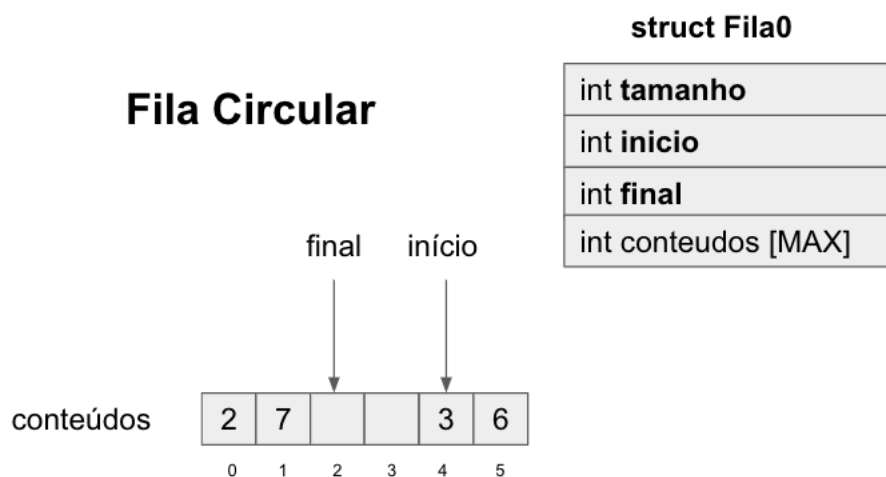 struct Fila0
Fila Circular
int tamanho
int inicio
int final
int conteudos [MAX]
final início
conteúdos 2 7 3 6
0 1 2 3 4 5